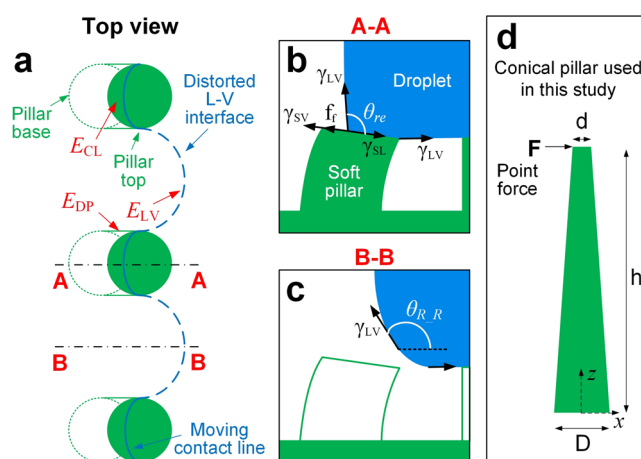 Top view
a
Pillar
base
Distorted
L-V
interface
E_CL
Pillar
top
E_DP
E_LV
A
A
B
B
Moving
contact line
A-A
b
γ_LV
Droplet
γ_SV
f_r
θ_re
γ_SL
γ_LV
Soft
pillar
B-B
c
γ_LV
θ_R_R
d
Conical pillar used
in this study
d
F
Point
force
h
z
x
D